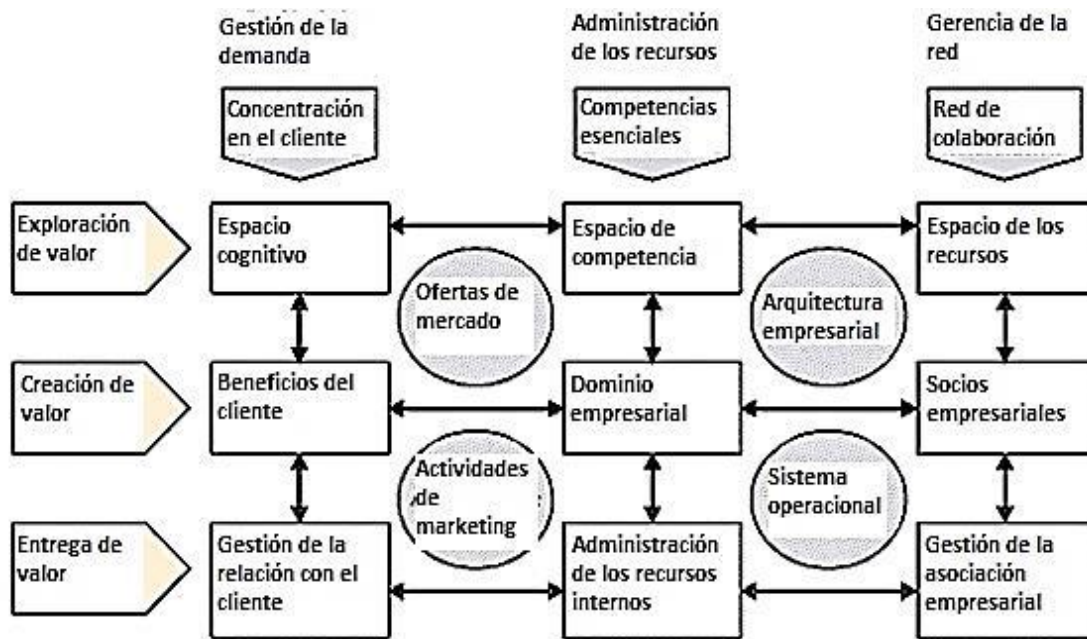 Gestión de la
demanda
Administración
de los recursos
Gerencia de la
red
Concentración
en el cliente
Competencias
esenciales
Red de
colaboración
Exploración
de valor
Espacio
cognitivo
Espacio de
competencia
Espacio de los
recursos
Ofertas de
mercado
Arquitectura
empresarial
Creación de
valor
Beneficios del
cliente
Dominio
empresarial
Socios
empresariales
Actividades
de
marketing
Sistema
operacional
Entrega de
valor
Gestión de la
relación con el
cliente
Administración
de los recursos
internos
Gestión de la
asociación
empresarial